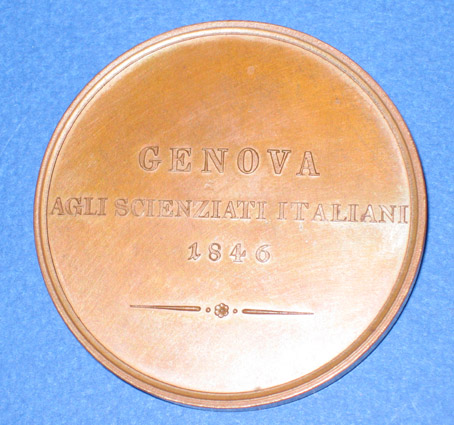 GENOVA
AGLI SCIENZIATI ITALIANI
1846